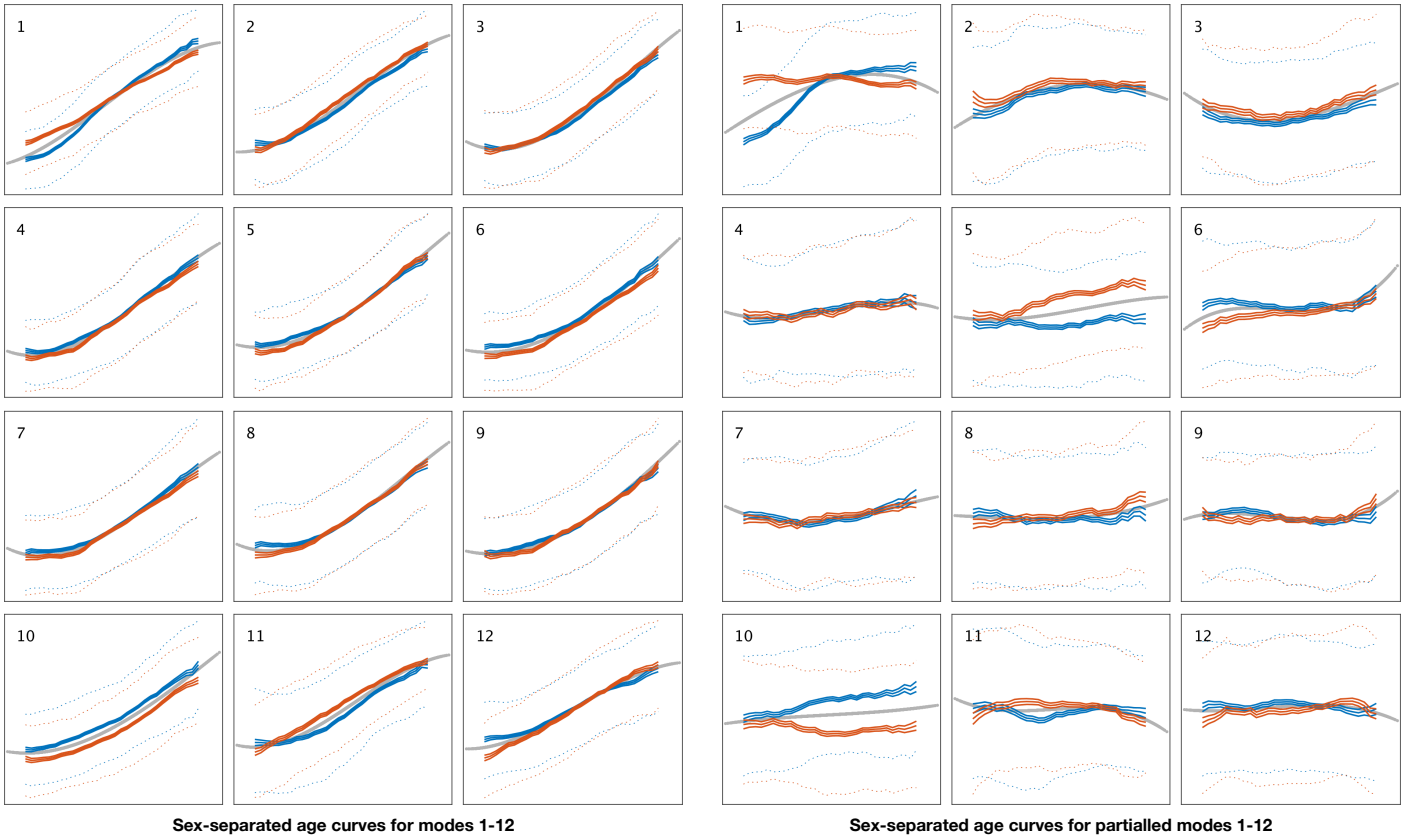 1 2 3 1 2 3
4 5 6 4 5 6
7 8 9 7 8 9
10 11 12 10 11 12
Sex-separated age curves for modes 1-12
Sex-separated age curves for partialled modes 1-12